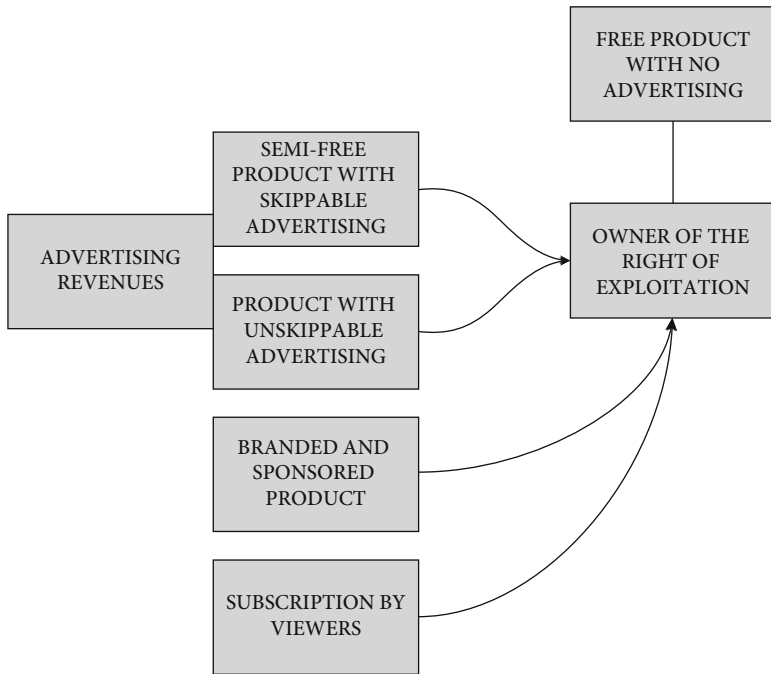 FREE PRODUCT
WITH NO
ADVERTISING
SEMI-FREE
PRODUCT WITH
SKIPPABLE
ADVERTISING
ADVERTISING
REVENUES
OWNER OF THE
RIGHT OF
EXPLOITATION
PRODUCT WITH
UNSKIPPABLE
ADVERTISING
BRANDED AND
SPONSORED
PRODUCT
SUBSCRIPTION BY
VIEWERS